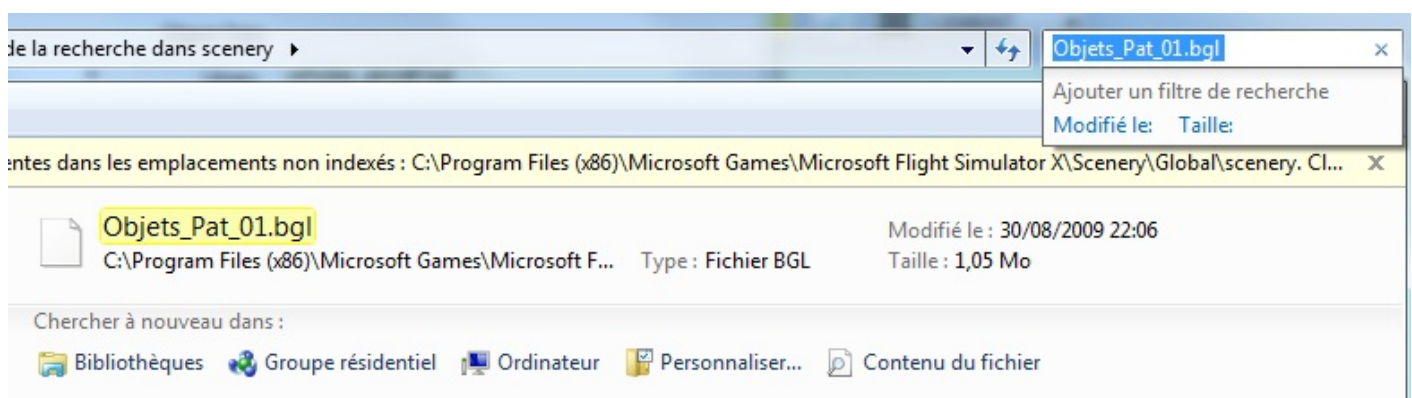 de la recherche dans scenery
Objets_Pat_01.bgl
Ajouter un filtre de recherche
Modifié le: Taille:
entes dans les emplacements non indexés : C:\Program Files (x86)\Microsoft Games\Microsoft Flight Simulator X\Scenery\Global\scenery. Cl...
Objets_Pat_01.bgl
Modifié le : 30/08/2009 22:06
C:\Program Files (x86)\Microsoft Games\Microsoft F... Type : Fichier BGL Taille : 1,05 Mo
Chercher à nouveau dans :
Bibliothèques Groupe résidentiel Ordinateur Personnaliser... Contenu du fichier